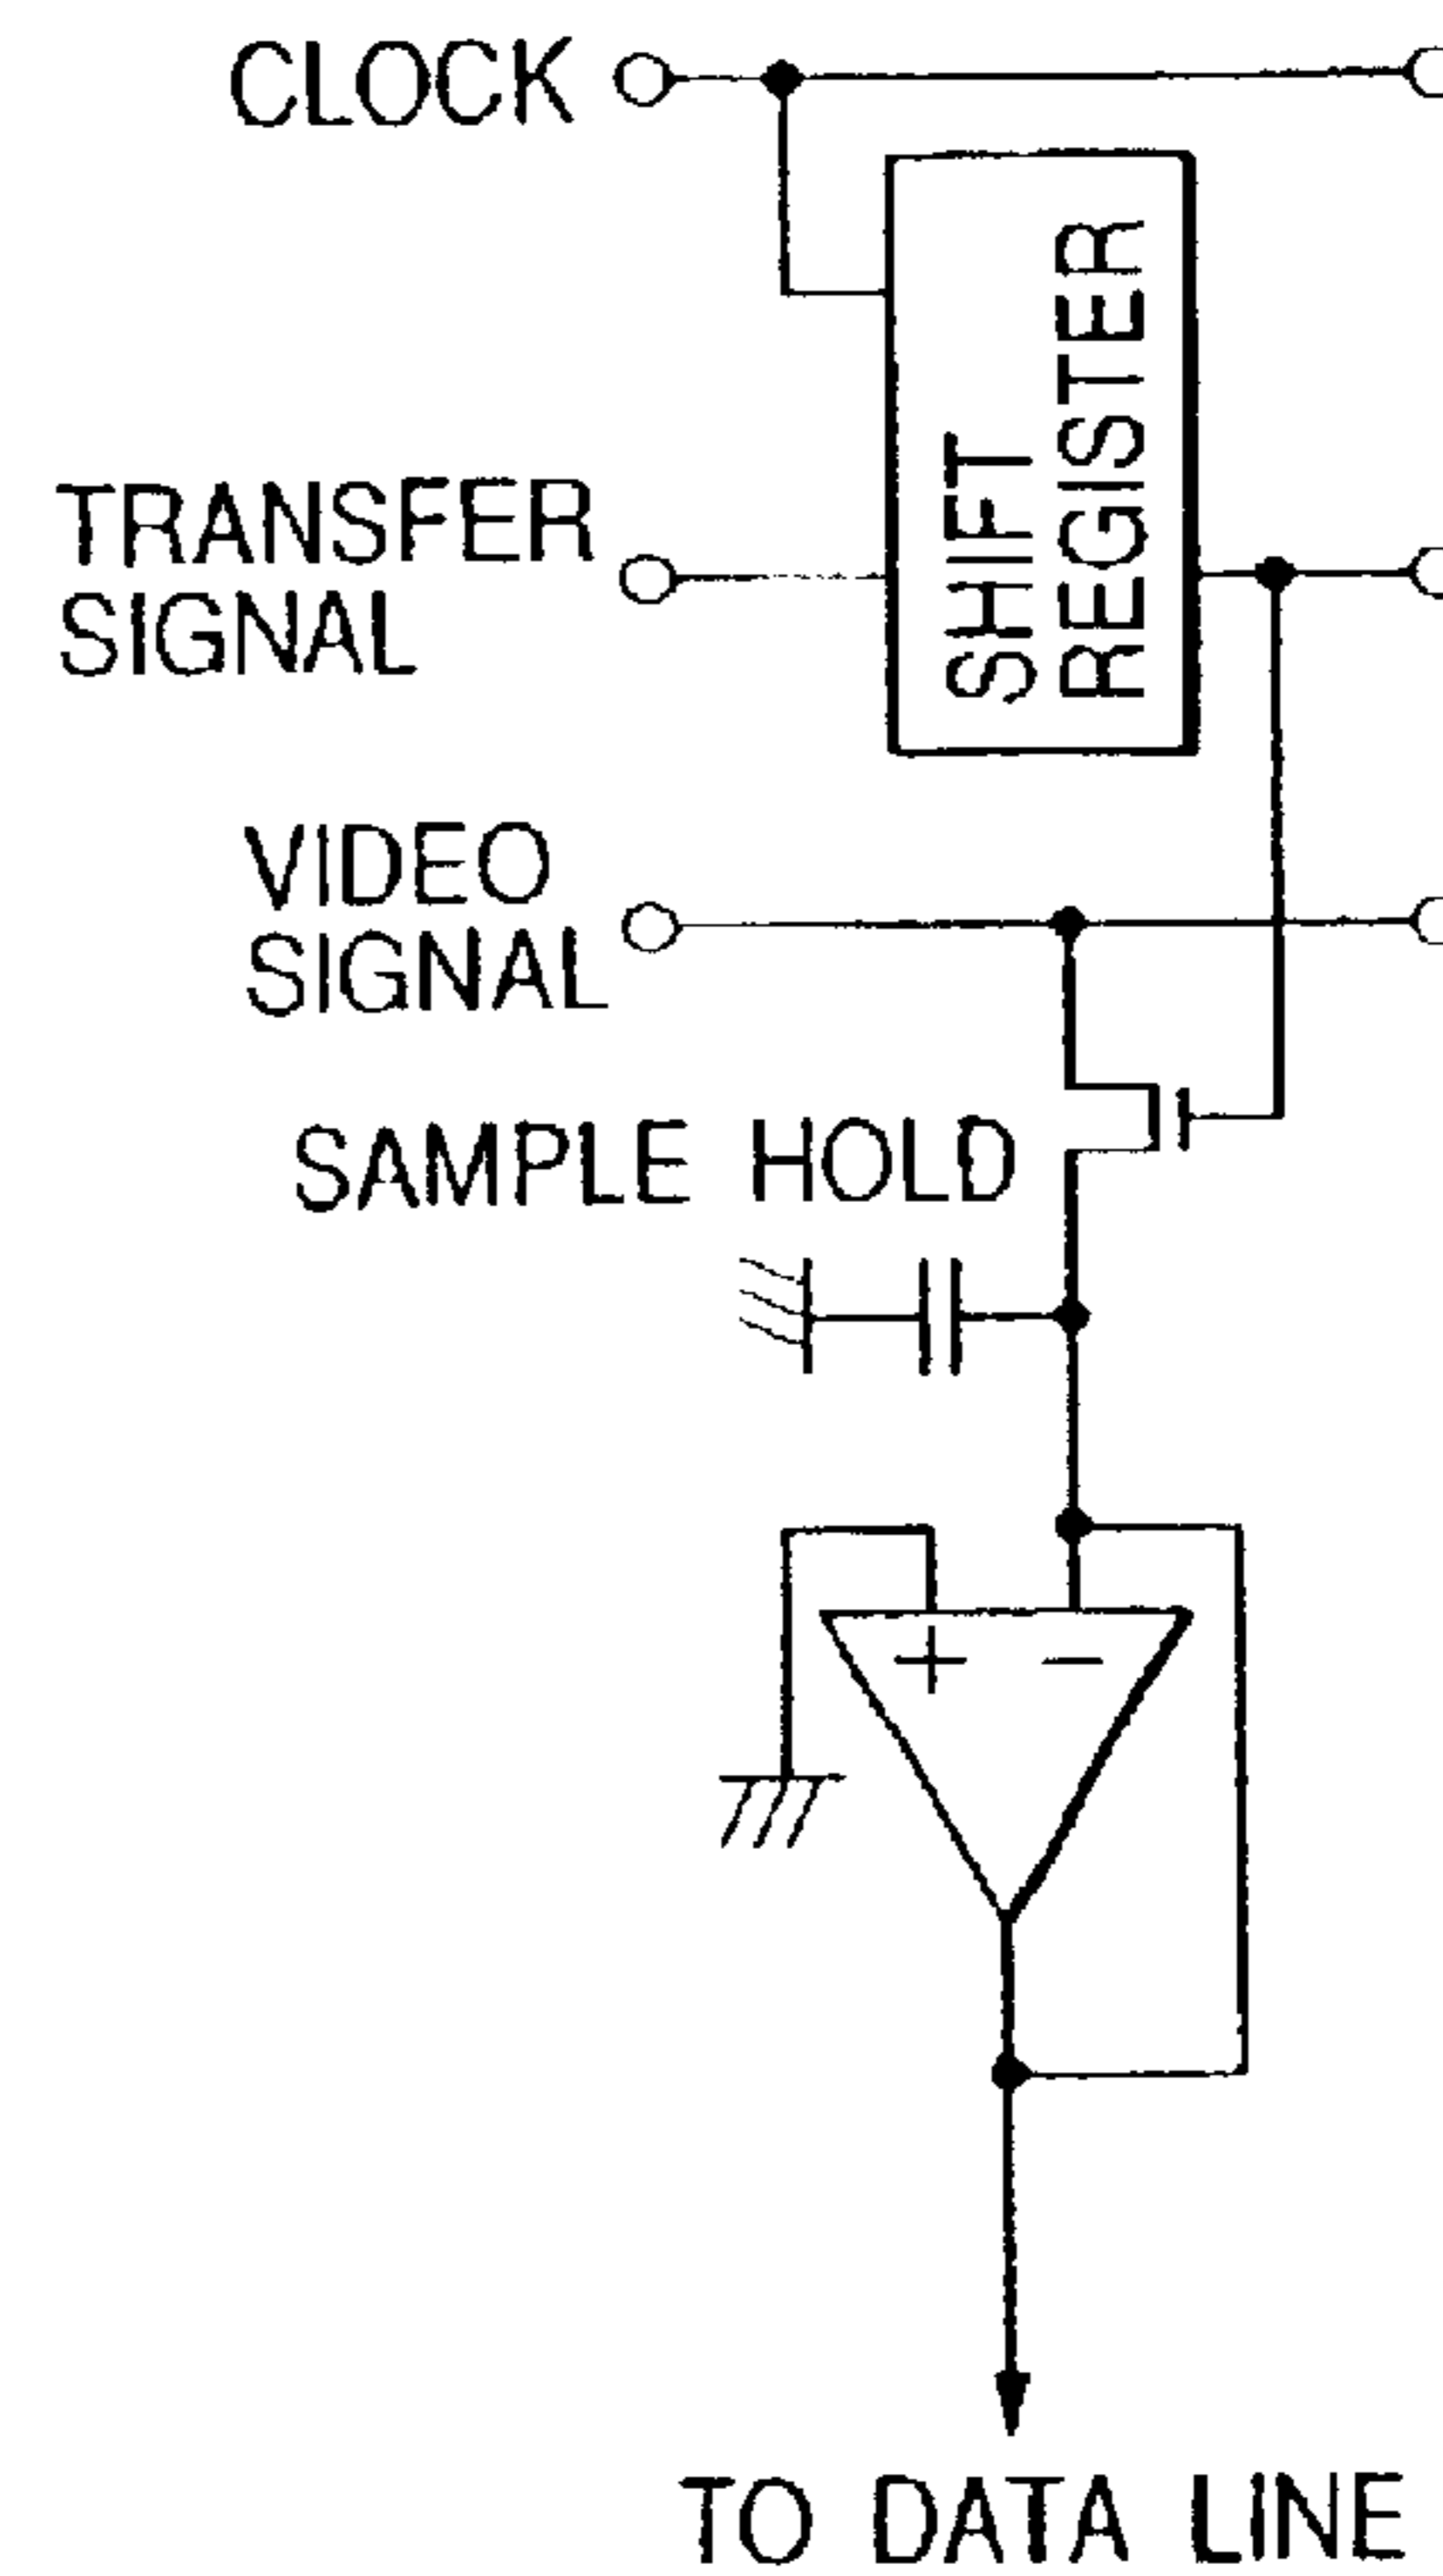 CLOCK
SHIFT
REGISTER
TRANSFER
SIGNAL
VIDEO
SIGNAL
SAMPLE HOLD
+ −
TO DATA LINE